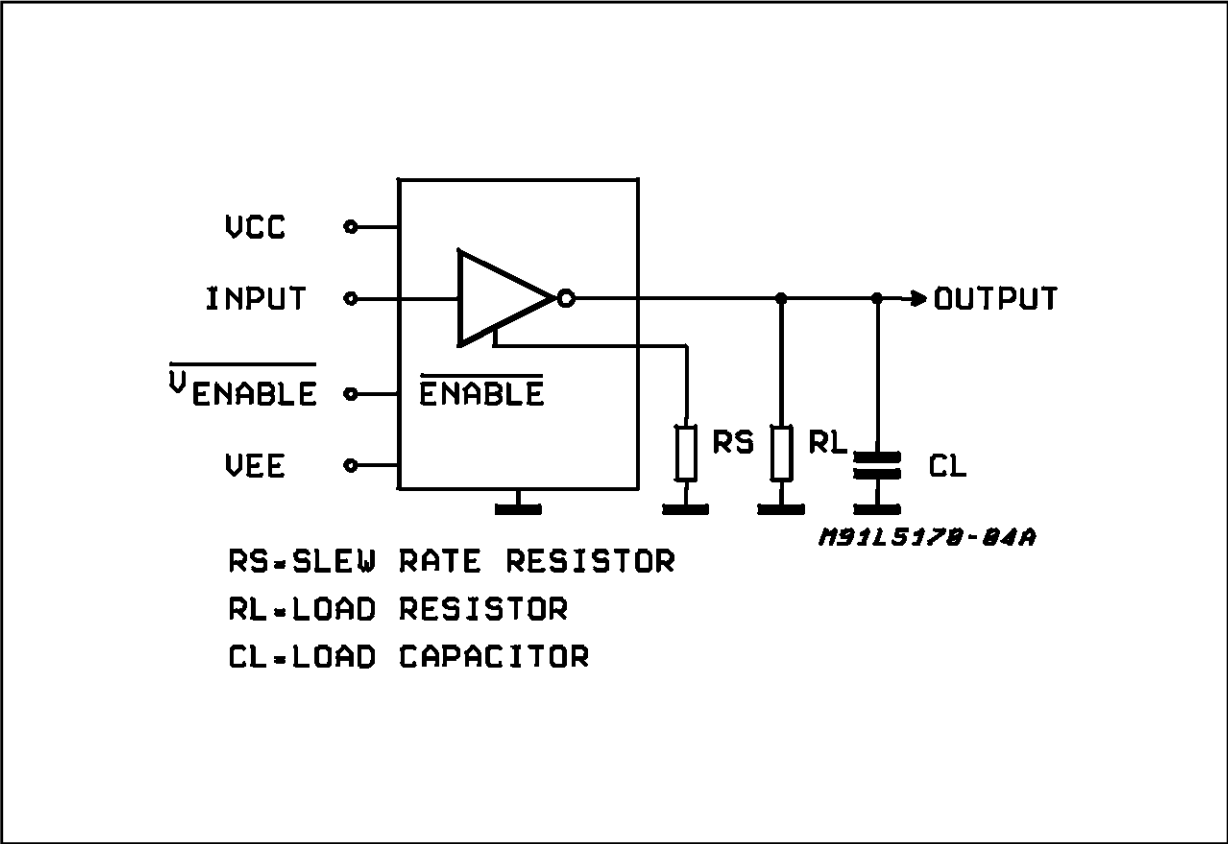 VCC
INPUT
OUTPUT
VENABLE
ENABLE
RS
RL
CL
VEE
M91L5170-04A
RS=SLEW RATE RESISTOR
RL=LOAD RESISTOR
CL=LOAD CAPACITOR